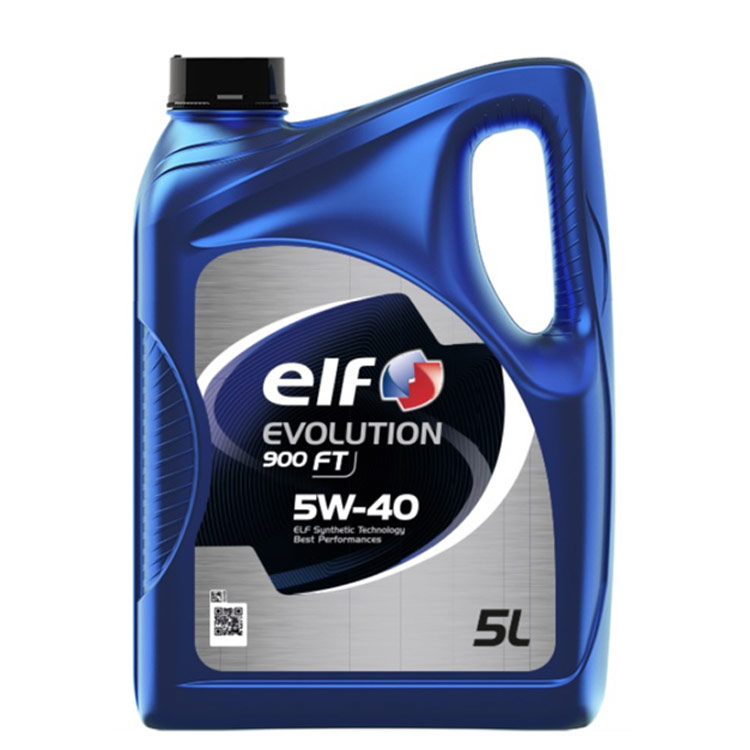 elf
EVOLUTION
900 FT
5W-40
ELF Synthetic Technology
Best Performances
5L